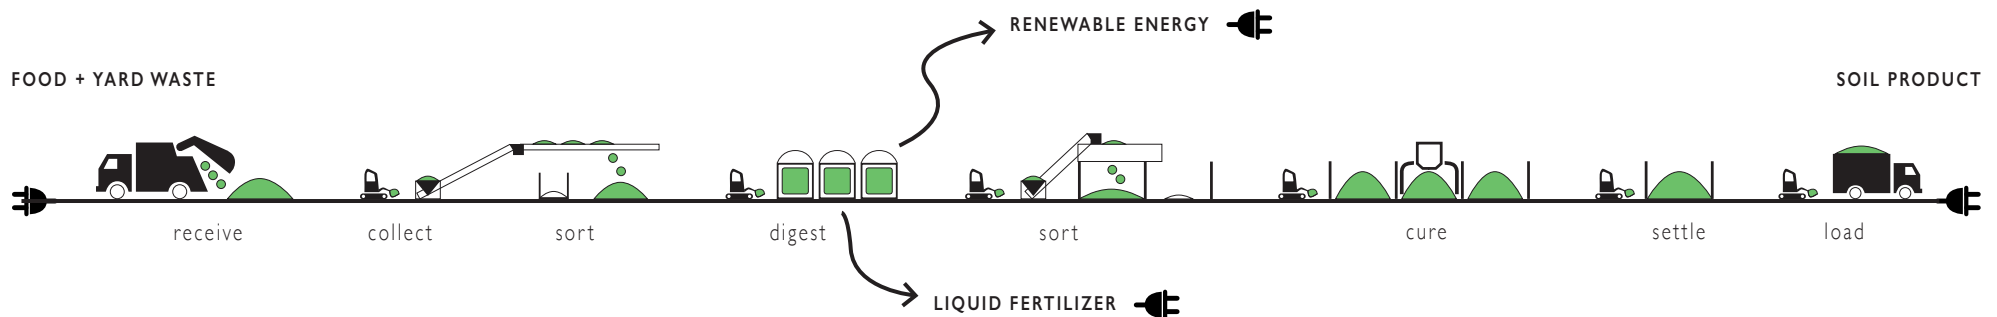 RENEWABLE ENERGY
FOOD + YARD WASTE
SOIL PRODUCT
receive
collect
sort
digest
sort
cure
settle
load
LIQUID FERTILIZER